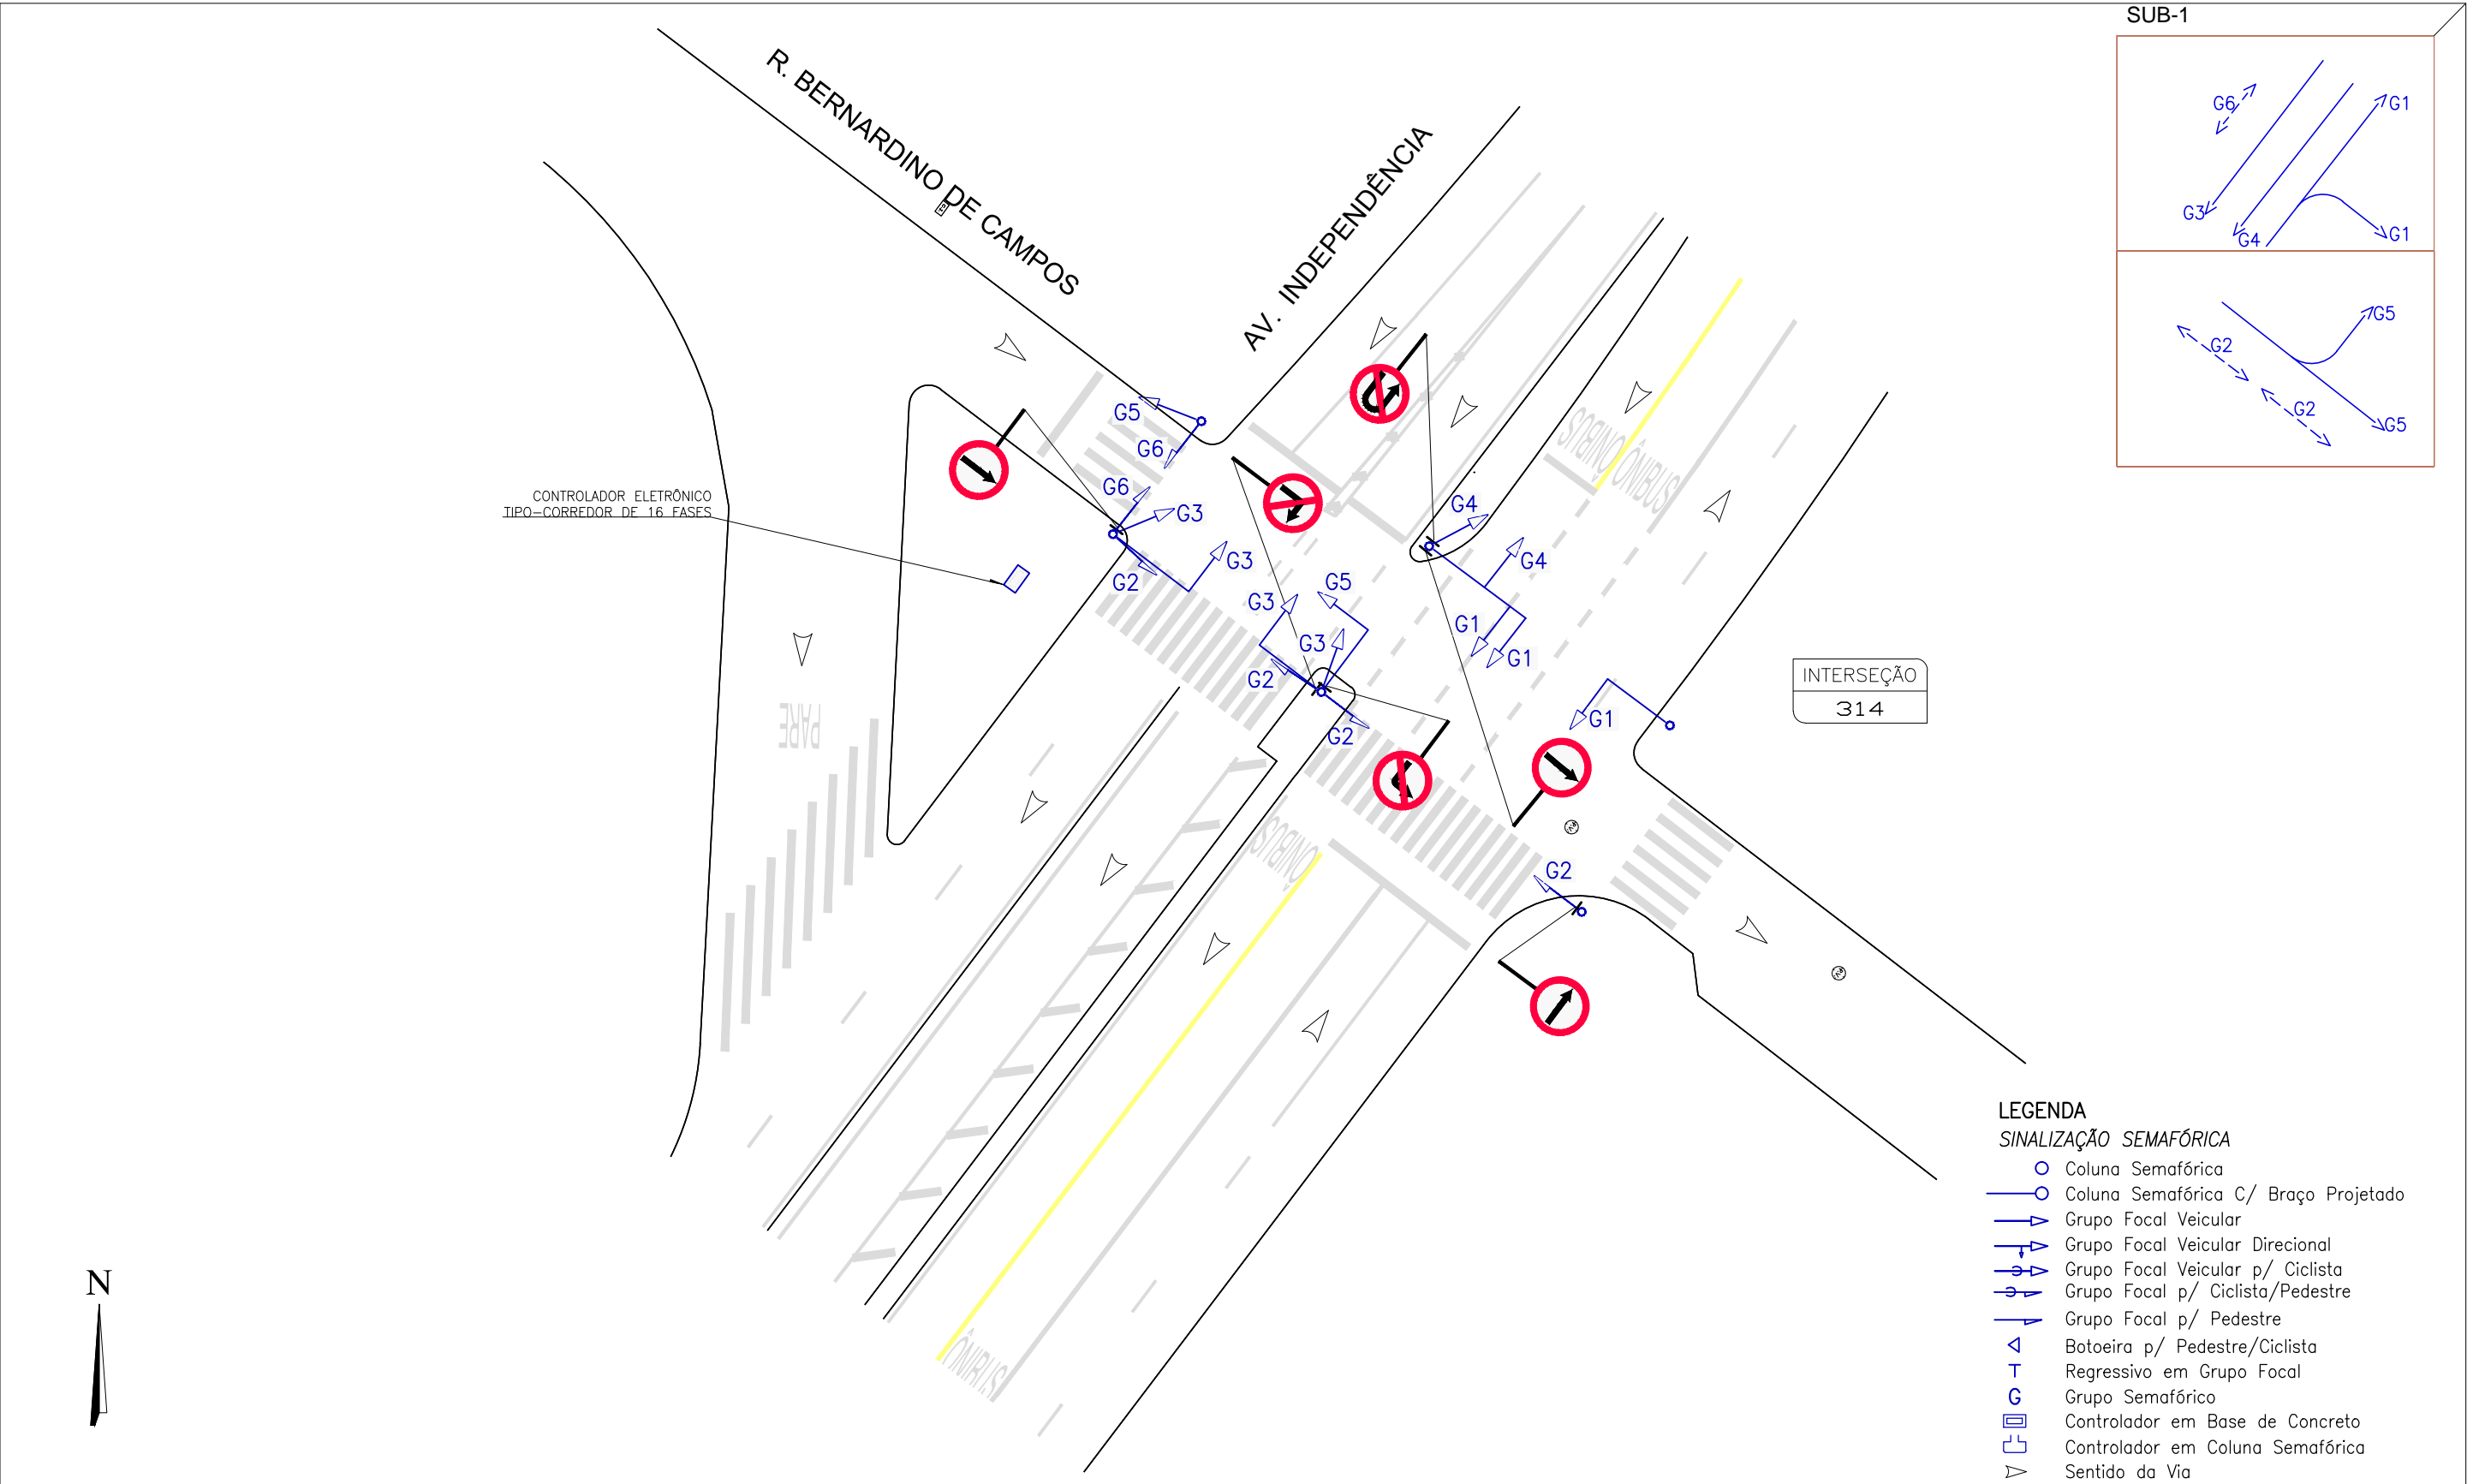 SUB-1
G6
G1
G3
G4
G1
G5
G2
G2
G5
R. BERNARDINO DE CAMPOS
AV. INDEPENDÊNCIA
G5
G6
G6
G3
G2
G3
G4
G4
G5
G3
G3
G1
G1
G2
G2
G1
G2
CONTROLADOR ELETRÔNICO
TIPO-CORREDOR DE 16 FASES
ÔNIBUS
ÔNIBUS
PARE
ÔNIBUS
ÔNIBUS
INTERSEÇÃO
314
N
LEGENDA
SINALIZAÇÃO SEMAFÓRICA
Coluna Semafórica
Coluna Semafórica C/ Braço Projetado
Grupo Focal Veicular
Grupo Focal Veicular Direcional
Grupo Focal Veicular p/ Ciclista
Grupo Focal p/ Ciclista/Pedestre
Grupo Focal p/ Pedestre
Botoeira p/ Pedestre/Ciclista
T Regressivo em Grupo Focal
G Grupo Semafórico
Controlador em Base de Concreto
Controlador em Coluna Semafórica
Sentido da Via